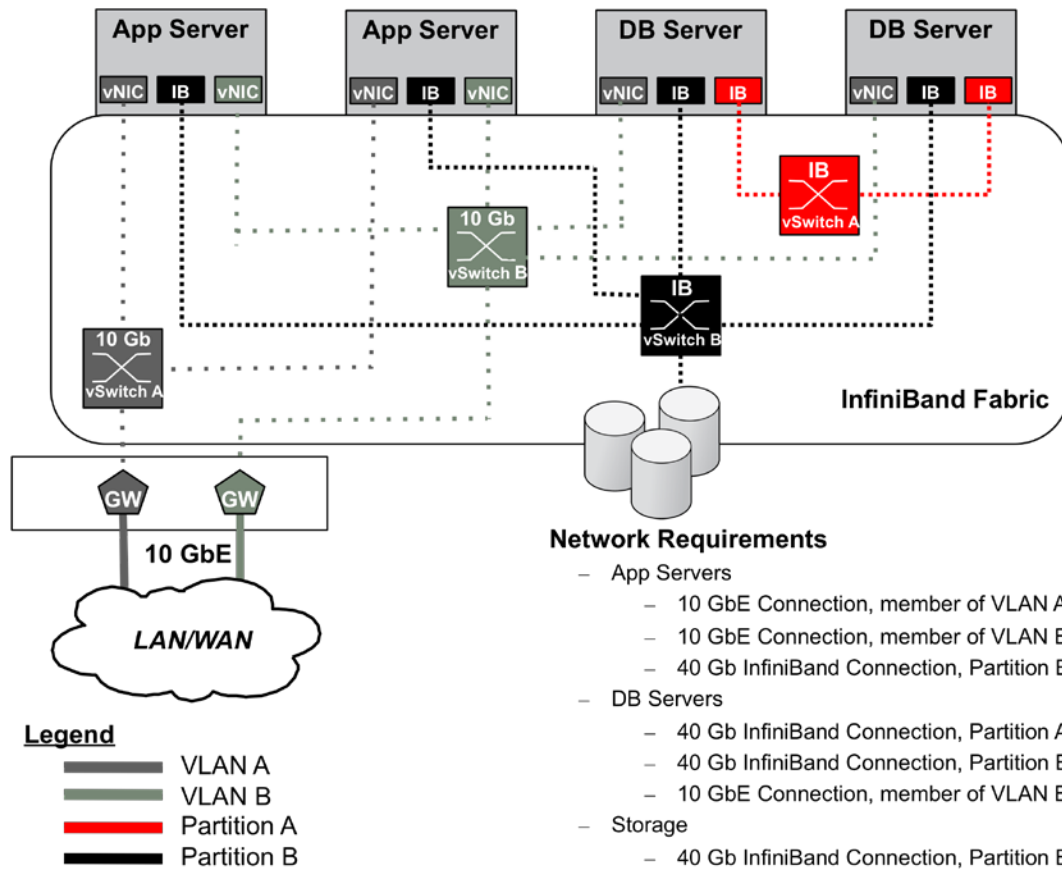 App Server
App Server
DB Server
DB Server
vNIC IB vNIC
vNIC IB vNIC
vNIC IB IB
vNIC IB IB
IB
vSwitch A
10 Gb
vSwitch B
IB
vSwitch B
10 Gb
vSwitch A
InfiniBand Fabric
GW GW
10 GbE
LAN/WAN
Network Requirements
– App Servers
– 10 GbE Connection, member of VLAN A
– 10 GbE Connection, member of VLAN B
– 40 Gb InfiniBand Connection, Partition B
– DB Servers
– 40 Gb InfiniBand Connection, Partition A
– 40 Gb InfiniBand Connection, Partition B
– 10 GbE Connection, member of VLAN B
– Storage
– 40 Gb InfiniBand Connection, Partition B
Legend
VLAN A
VLAN B
Partition A
Partition B